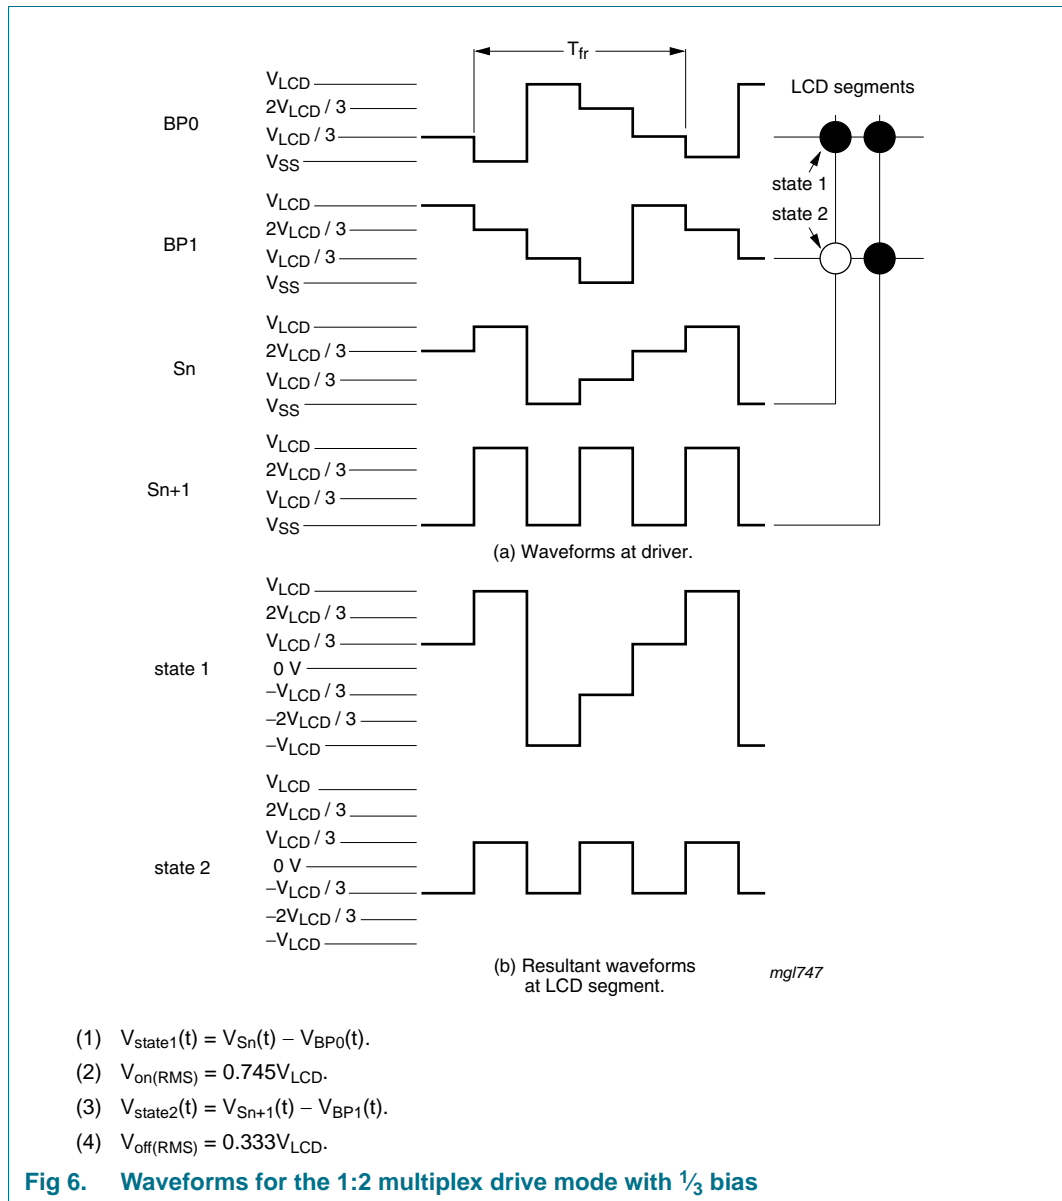 T_fr
LCD segments
BP0
V_LCD
2V_LCD / 3
V_LCD / 3
V_SS
state 1
state 2
BP1
V_LCD
2V_LCD / 3
V_LCD / 3
V_SS
Sn
V_LCD
2V_LCD / 3
V_LCD / 3
V_SS
Sn+1
V_LCD
2V_LCD / 3
V_LCD / 3
V_SS
(a) Waveforms at driver.
state 1
V_LCD
2V_LCD / 3
V_LCD / 3
0 V
−V_LCD / 3
−2V_LCD / 3
−V_LCD
state 2
V_LCD
2V_LCD / 3
V_LCD / 3
0 V
−V_LCD / 3
−2V_LCD / 3
−V_LCD
(b) Resultant waveforms
at LCD segment.
mgl747
(1) V_state1(t) = V_Sn(t) − V_BP0(t).
(2) V_on(RMS) = 0.745V_LCD.
(3) V_state2(t) = V_Sn+1(t) − V_BP1(t).
(4) V_off(RMS) = 0.333V_LCD.
Fig 6. Waveforms for the 1:2 multiplex drive mode with 1⁄3 bias